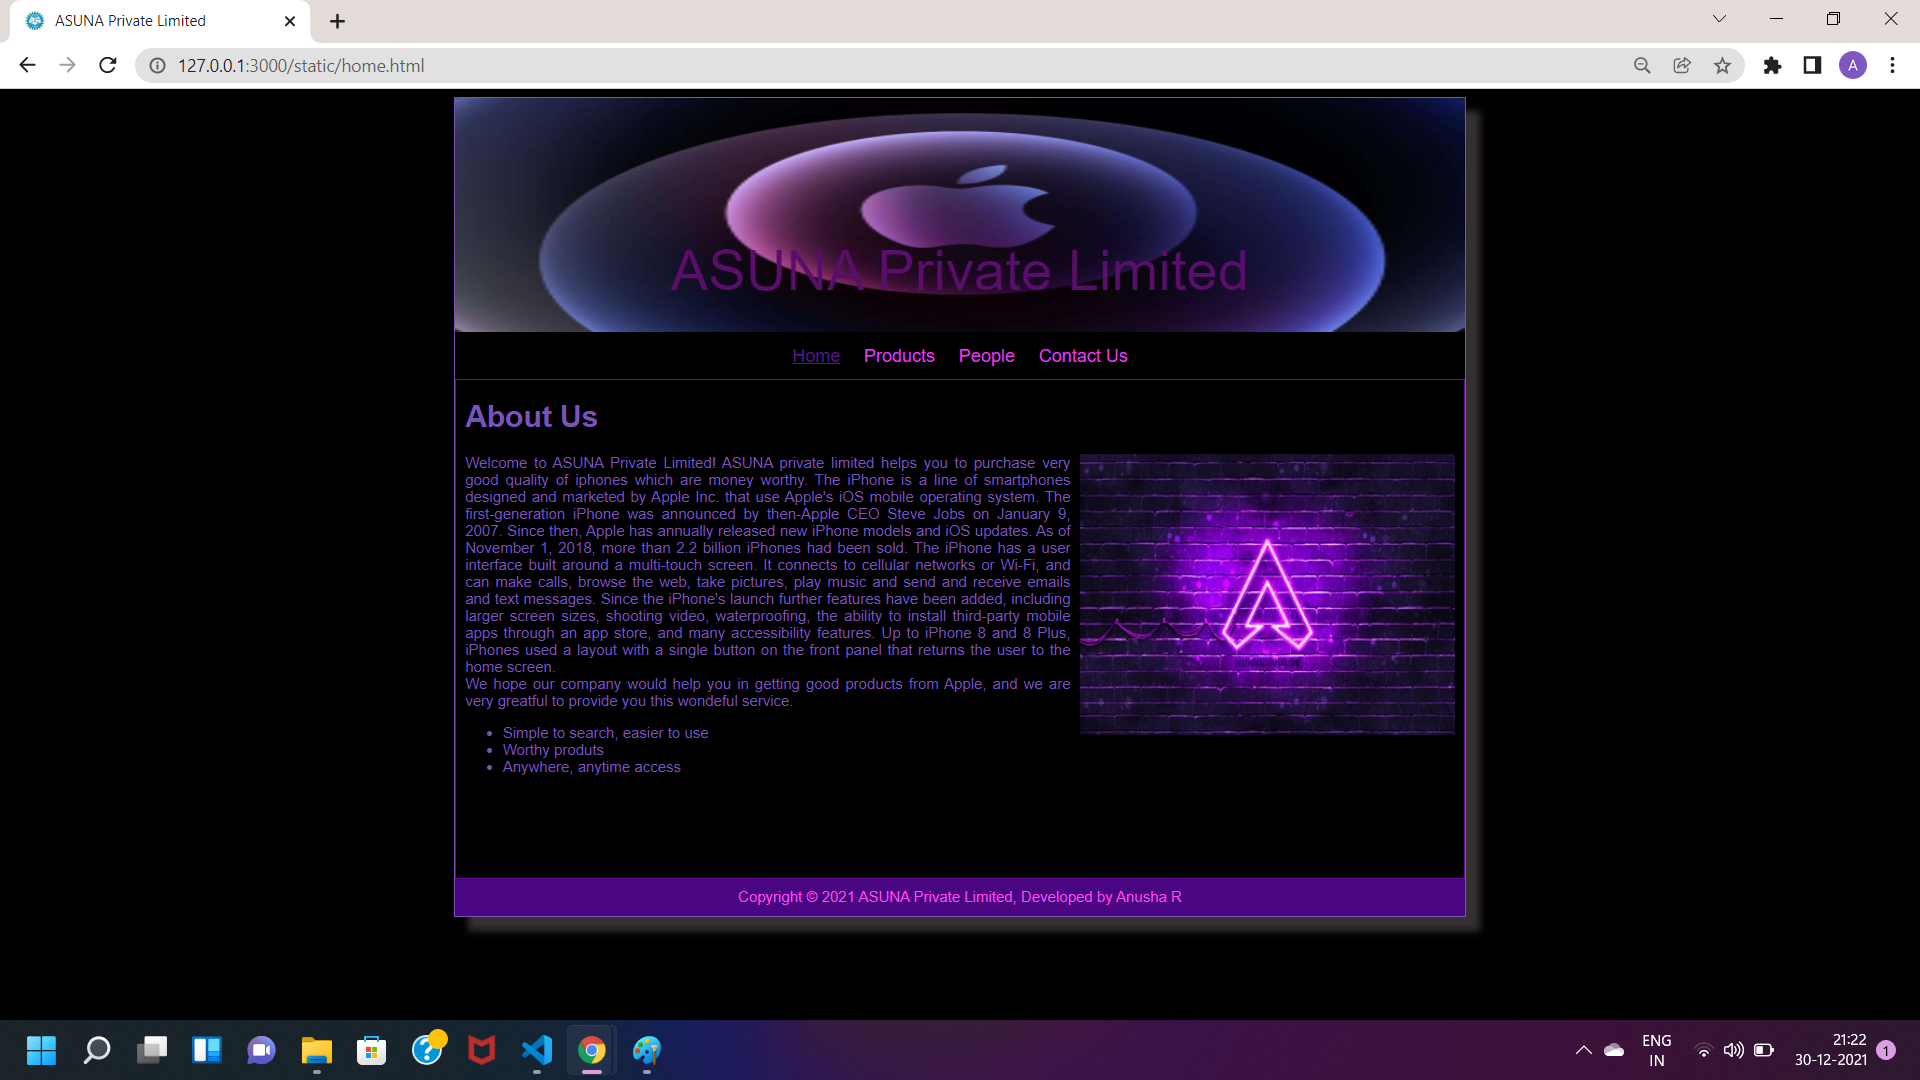 ASUNA Private Limited
127.0.0.1:3000/static/home.html
A
ASUNA Private Limited
Home Products People Contact Us
About Us
Welcome to ASUNA Private Limited! ASUNA private limited helps you to purchase very
good quality of iphones which are money worthy. The iPhone is a line of smartphones
designed and marketed by Apple Inc. that use Apple's iOS mobile operating system. The
first-generation iPhone was announced by then-Apple CEO Steve Jobs on January 9,
2007. Since then, Apple has annually released new iPhone models and iOS updates. As of
November 1, 2018, more than 2.2 billion iPhones had been sold. The iPhone has a user
interface built around a multi-touch screen. It connects to cellular networks or Wi-Fi, and
can make calls, browse the web, take pictures, play music and send and receive emails
and text messages. Since the iPhone's launch further features have been added, including
larger screen sizes, shooting video, waterproofing, the ability to install third-party mobile
apps through an app store, and many accessibility features. Up to iPhone 8 and 8 Plus,
iPhones used a layout with a single button on the front panel that returns the user to the
home screen.
We hope our company would help you in getting good products from Apple, and we are
very greatful to provide you this wondeful service.
• Simple to search, easier to use
• Worthy produts
• Anywhere, anytime access
Copyright © 2021 ASUNA Private Limited, Developed by Anusha R
ENG
IN
21:22
30-12-2021
1